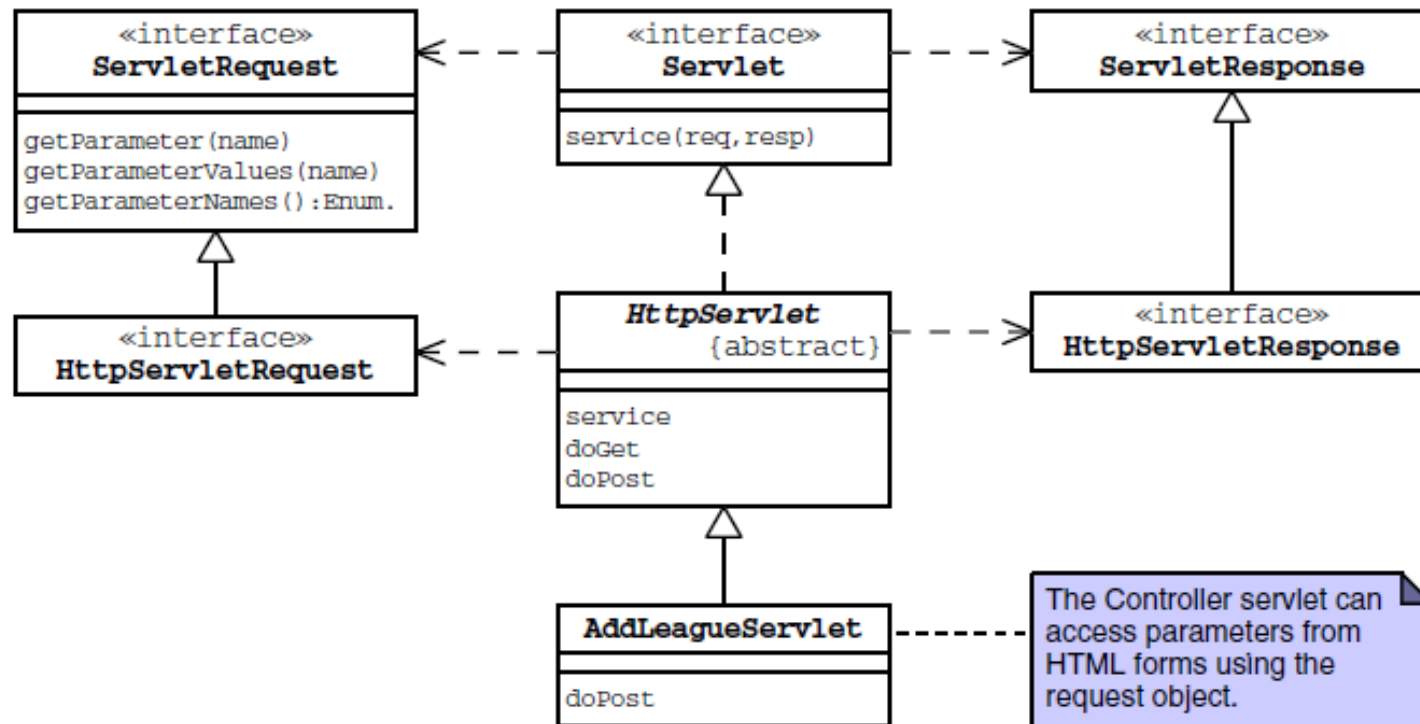 «interface»
ServletRequest
getParameter(name)
getParameterValues(name)
getParameterNames():Enum.
«interface»
Servlet
service(req,resp)
«interface»
ServletResponse
«interface»
HttpServletRequest
HttpServlet
{abstract}
service
doGet
doPost
«interface»
HttpServletResponse
AddLeagueServlet
doPost
The Controller servlet can
access parameters from
HTML forms using the
request object.